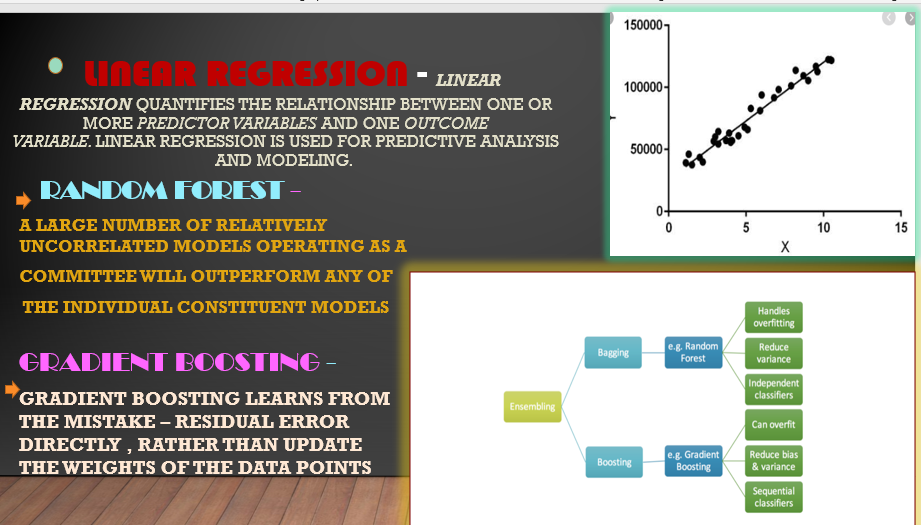 LINEAR REGRESSION - LINEAR
REGRESSION QUANTIFIES THE RELATIONSHIP BETWEEN ONE OR
MORE PREDICTOR VARIABLES AND ONE OUTCOME
VARIABLE. LINEAR REGRESSION IS USED FOR PREDICTIVE ANALYSIS
AND MODELING.
RANDOM FOREST –
A LARGE NUMBER OF RELATIVELY
UNCORRELATED MODELS OPERATING AS A
COMMITTEE WILL OUTPERFORM ANY OF
THE INDIVIDUAL CONSTITUENT MODELS
GRADIENT BOOSTING –
GRADIENT BOOSTING LEARNS FROM
THE MISTAKE – RESIDUAL ERROR
DIRECTLY , RATHER THAN UPDATE
THE WEIGHTS OF THE DATA POINTS
150000
100000
50000
0
0 5 10 15
X
Ensembling
Bagging
e.g. Random
Forest
Handles
overfitting
Reduce
variance
Independent
classifiers
Boosting
e.g. Gradient
Boosting
Can overfit
Reduce bias
& variance
Sequential
classifiers